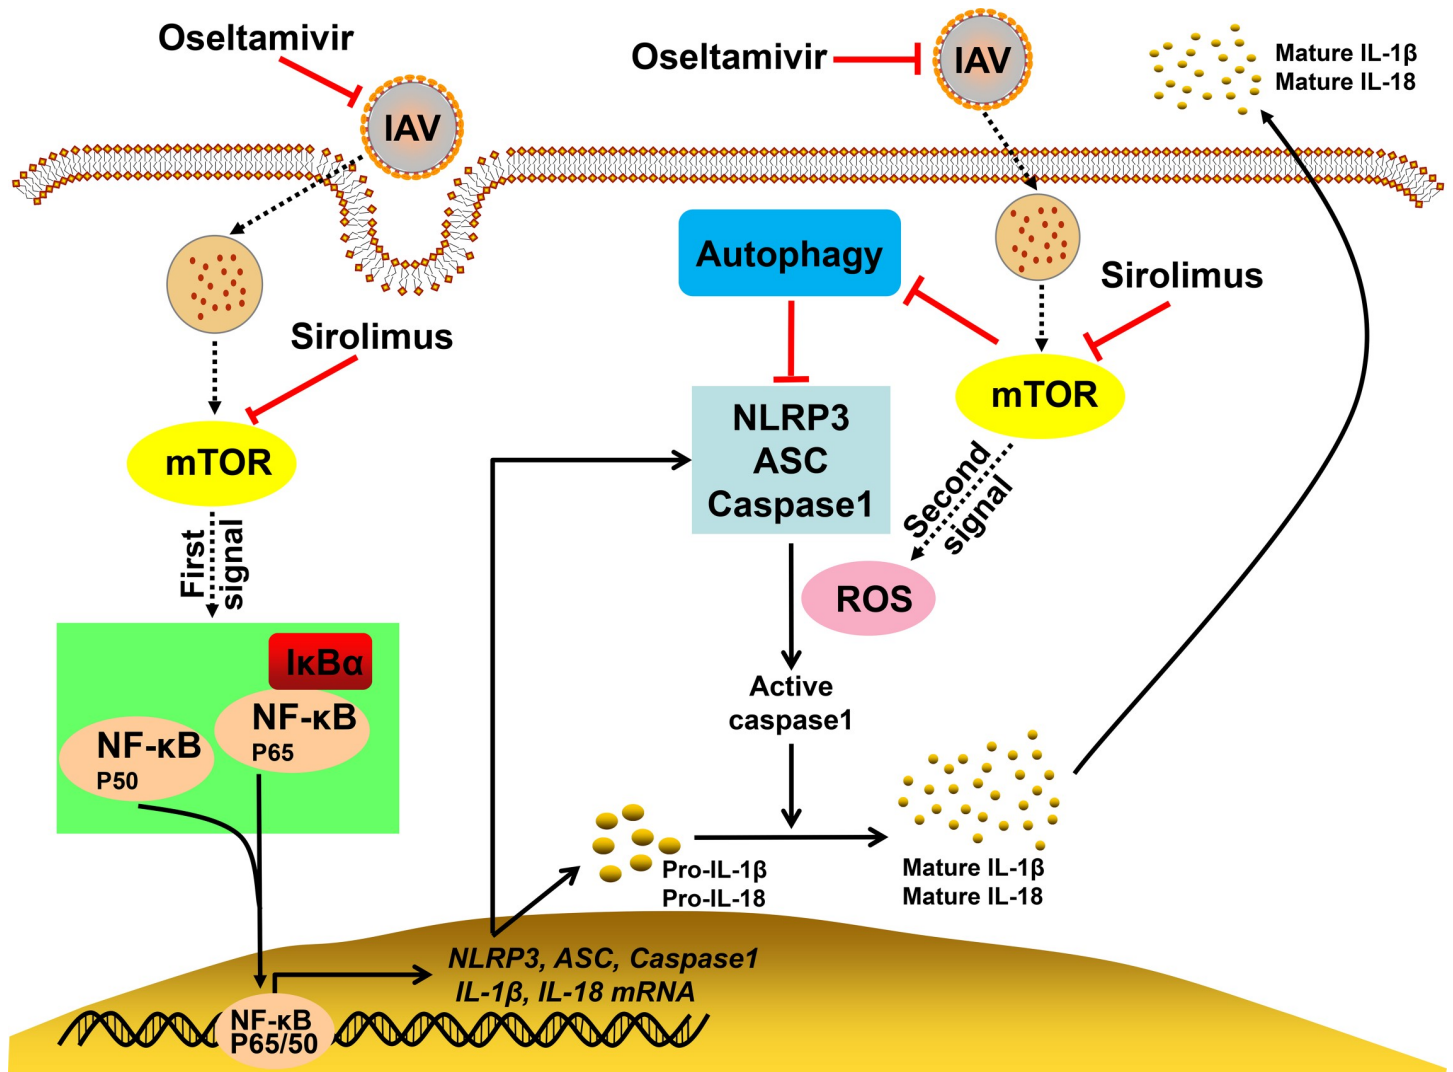 Oseltamivir
IAV
Oseltamivir
IAV
Mature IL-1β
Mature IL-18
Autophagy
Sirolimus
Sirolimus
mTOR
mTOR
NLRP3
ASC
Caspase1
First
signal
Second
signal
ROS
IκBα
NF-κB
P65
NF-κB
P50
Active
caspase1
Pro-IL-1β
Pro-IL-18
Mature IL-1β
Mature IL-18
NLRP3, ASC, Caspase1
IL-1β, IL-18 mRNA
NF-κB
P65/50